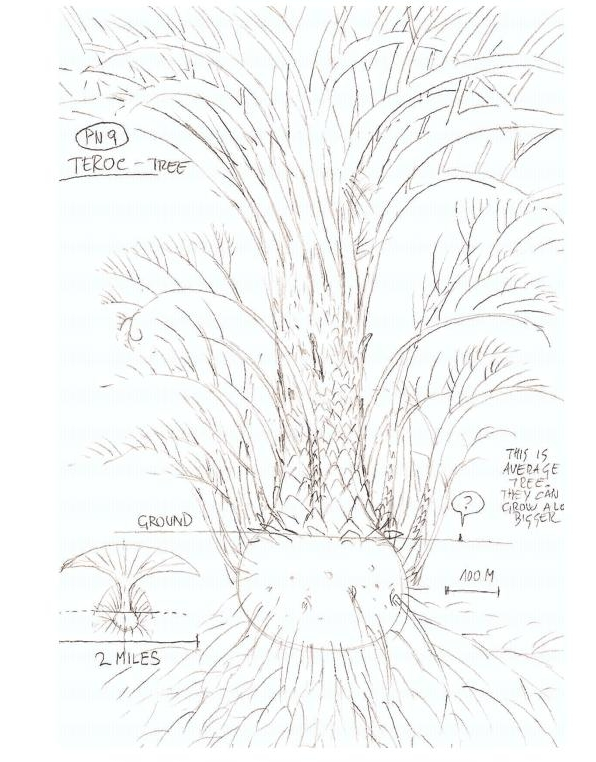 PN9
TEROC-TREE
THIS IS
AVERAGE
TREE.
THEY CAN
GROW
BIGGER
GROUND
?
100 M
2 MILES